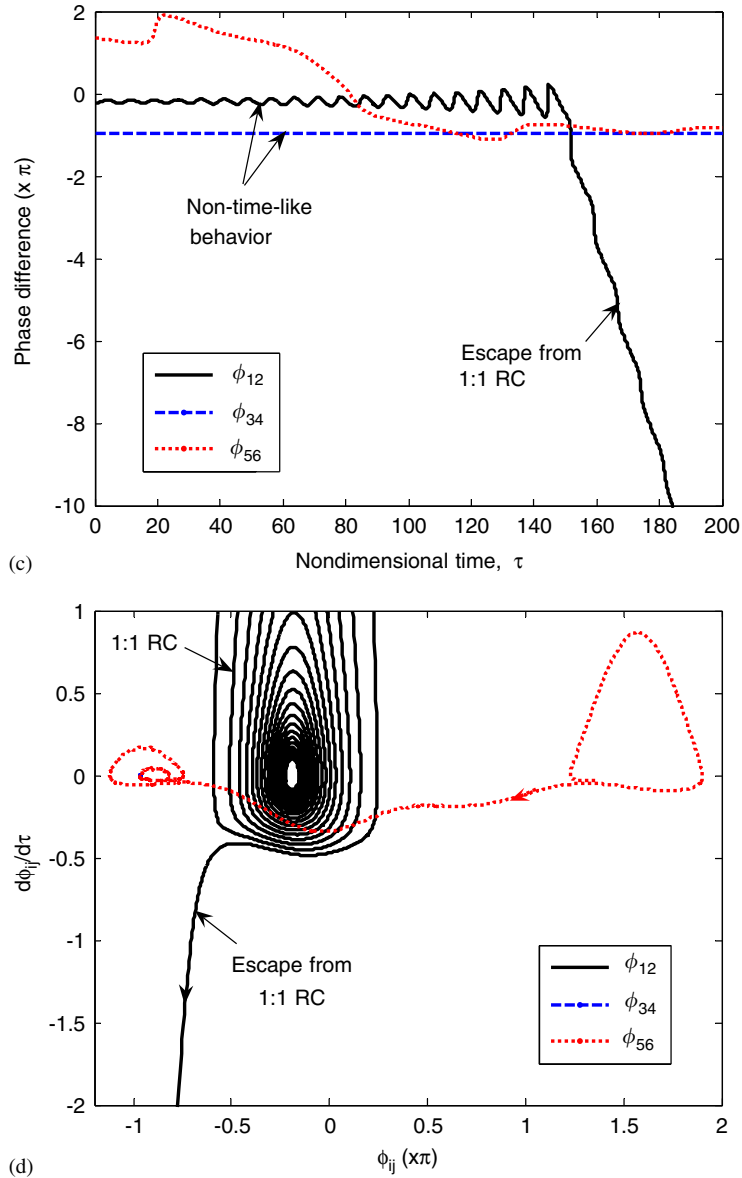 2
0
-2
-4
-6
-8
-10
Phase difference (x π)
Non-time-like
behavior
Escape from
1:1 RC
ϕ12
ϕ34
ϕ56
0 20 40 60 80 100 120 140 160 180 200
(c)
Nondimensional time, τ
1
0.5
0
-0.5
-1
-1.5
-2
dϕij/dτ
1:1 RC
Escape from
1:1 RC
ϕ12
ϕ34
ϕ56
-1 -0.5 0 0.5 1 1.5 2
(d)
ϕij (xπ)